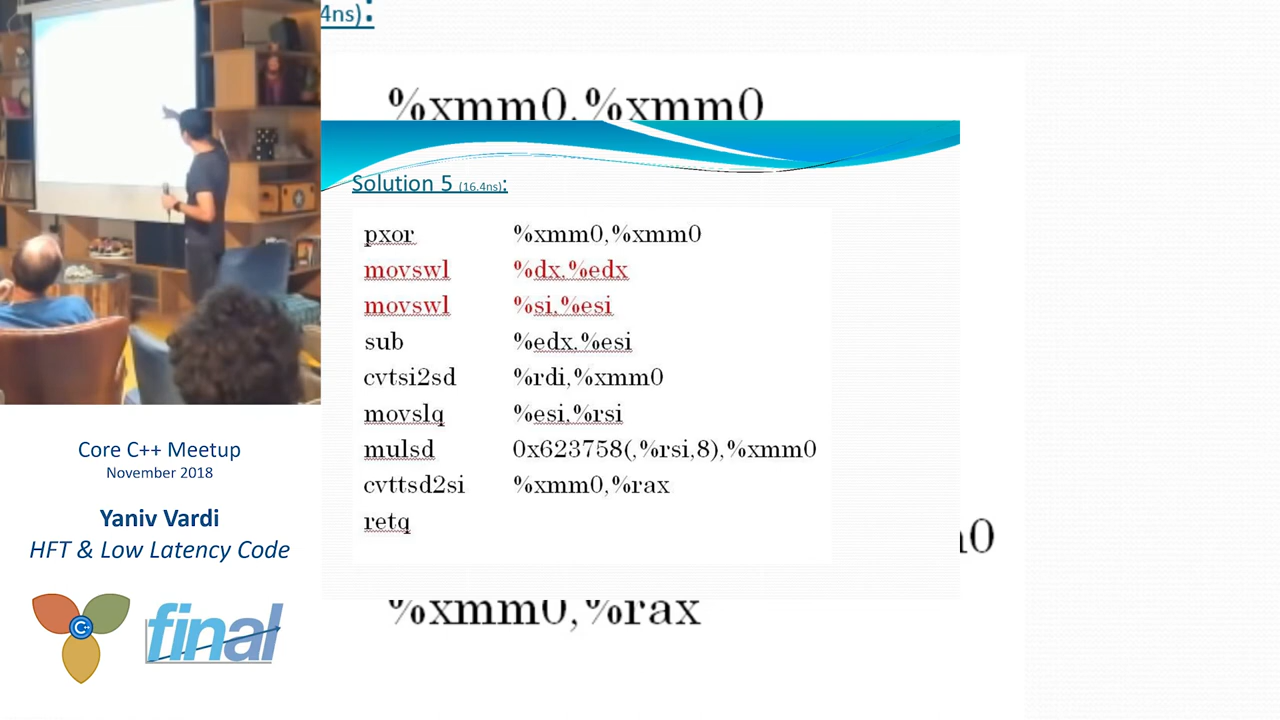 4ns):
%xmm0,%xmm0
Solution 5 (16.4ns):
pxor %xmm0,%xmm0
movswl %dx,%edx
movswl %si,%esi
sub %edx,%esi
cvtsi2sd %rdi,%xmm0
movslq %esi,%rsi
mulsd 0x623758(,%rsi,8),%xmm0
cvttsd2si %xmm0,%rax
retq
m0
%xmm0,%rax
Core C++ Meetup
November 2018
Yaniv Vardi
HFT & Low Latency Code
C++
final